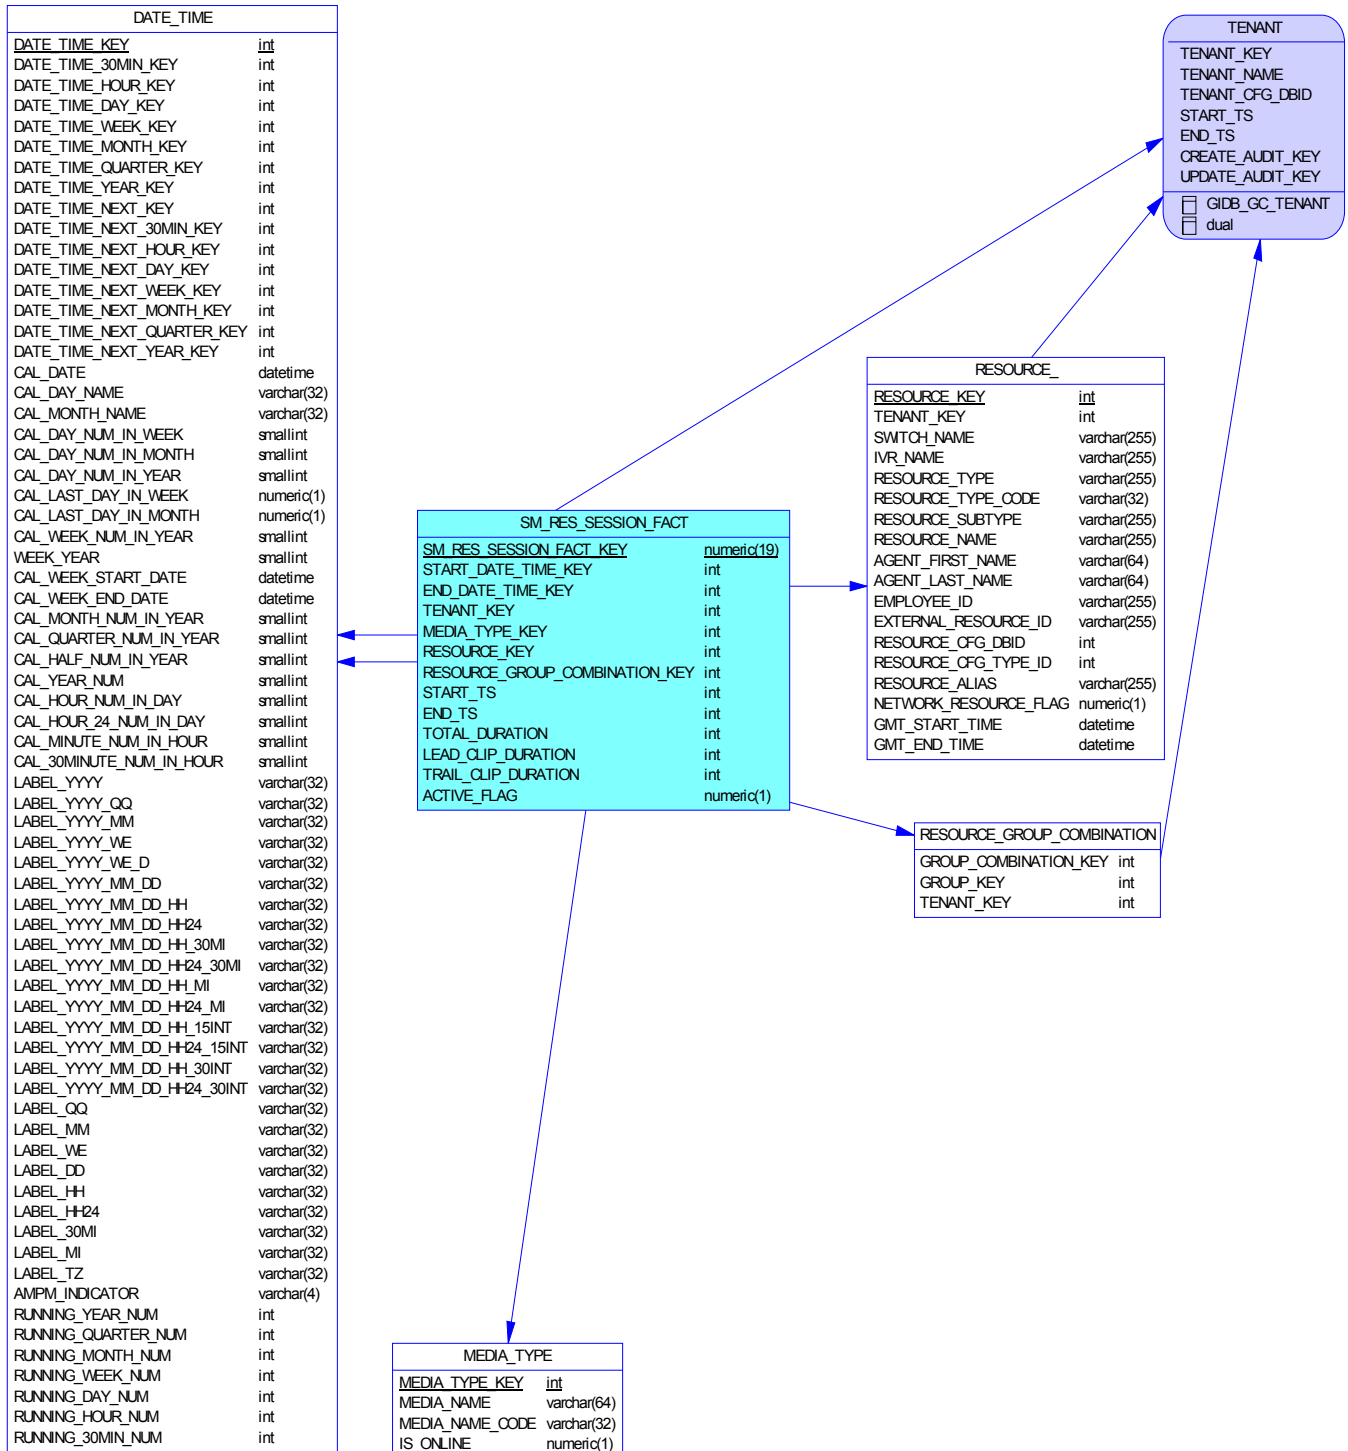 DATE_TIME
DATE_TIME_KEY int
DATE_TIME_30MIN_KEY int
DATE_TIME_HOUR_KEY int
DATE_TIME_DAY_KEY int
DATE_TIME_WEEK_KEY int
DATE_TIME_MONTH_KEY int
DATE_TIME_QUARTER_KEY int
DATE_TIME_YEAR_KEY int
DATE_TIME_NEXT_KEY int
DATE_TIME_NEXT_30MIN_KEY int
DATE_TIME_NEXT_HOUR_KEY int
DATE_TIME_NEXT_DAY_KEY int
DATE_TIME_NEXT_WEEK_KEY int
DATE_TIME_NEXT_MONTH_KEY int
DATE_TIME_NEXT_QUARTER_KEY int
DATE_TIME_NEXT_YEAR_KEY int
CAL_DATE datetime
CAL_DAY_NAME varchar(32)
CAL_MONTH_NAME varchar(32)
CAL_DAY_NUM_IN_WEEK smallint
CAL_DAY_NUM_IN_MONTH smallint
CAL_DAY_NUM_IN_YEAR smallint
CAL_LAST_DAY_IN_WEEK numeric(1)
CAL_LAST_DAY_IN_MONTH numeric(1)
CAL_WEEK_NUM_IN_YEAR smallint
WEEK_YEAR smallint
CAL_WEEK_START_DATE datetime
CAL_WEEK_END_DATE datetime
CAL_MONTH_NUM_IN_YEAR smallint
CAL_QUARTER_NUM_IN_YEAR smallint
CAL_HALF_NUM_IN_YEAR smallint
CAL_YEAR_NUM smallint
CAL_HOUR_NUM_IN_DAY smallint
CAL_HOUR_24_NUM_IN_DAY smallint
CAL_MINUTE_NUM_IN_HOUR smallint
CAL_30MINUTE_NUM_IN_HOUR smallint
LABEL_YYYY varchar(32)
LABEL_YYYY_QQ varchar(32)
LABEL_YYYY_MM varchar(32)
LABEL_YYYY_WE varchar(32)
LABEL_YYYY_WE_D varchar(32)
LABEL_YYYY_MM_DD varchar(32)
LABEL_YYYY_MM_DD_HH varchar(32)
LABEL_YYYY_MM_DD_HH24 varchar(32)
LABEL_YYYY_MM_DD_HH_30MI varchar(32)
LABEL_YYYY_MM_DD_HH24_30MI varchar(32)
LABEL_YYYY_MM_DD_HH_MI varchar(32)
LABEL_YYYY_MM_DD_HH24_MI varchar(32)
LABEL_YYYY_MM_DD_HH_15INT varchar(32)
LABEL_YYYY_MM_DD_HH24_15INT varchar(32)
LABEL_YYYY_MM_DD_HH_30INT varchar(32)
LABEL_YYYY_MM_DD_HH24_30INT varchar(32)
LABEL_QQ varchar(32)
LABEL_MM varchar(32)
LABEL_WE varchar(32)
LABEL_DD varchar(32)
LABEL_HH varchar(32)
LABEL_HH24 varchar(32)
LABEL_30MI varchar(32)
LABEL_MI varchar(32)
LABEL_TZ varchar(32)
AMPM_INDICATOR varchar(4)
RUNNING_YEAR_NUM int
RUNNING_QUARTER_NUM int
RUNNING_MONTH_NUM int
RUNNING_WEEK_NUM int
RUNNING_DAY_NUM int
RUNNING_HOUR_NUM int
RUNNING_30MIN_NUM int
SM_RES_SESSION_FACT
SM_RES_SESSION_FACT_KEY numeric(19)
START_DATE_TIME_KEY int
END_DATE_TIME_KEY int
TENANT_KEY int
MEDIA_TYPE_KEY int
RESOURCE_KEY int
RESOURCE_GROUP_COMBINATION_KEY int
START_TS int
END_TS int
TOTAL_DURATION int
LEAD_CLIP_DURATION int
TRAIL_CLIP_DURATION int
ACTIVE_FLAG numeric(1)
MEDIA_TYPE
MEDIA_TYPE_KEY int
MEDIA_NAME varchar(64)
MEDIA_NAME_CODE varchar(32)
IS_ONLINE numeric(1)
TENANT
TENANT_KEY
TENANT_NAME
TENANT_CFG_DBID
START_TS
END_TS
CREATE_AUDIT_KEY
UPDATE_AUDIT_KEY
GIDB_GC_TENANT
dual
RESOURCE_
RESOURCE_KEY int
TENANT_KEY int
SWITCH_NAME varchar(255)
IVR_NAME varchar(255)
RESOURCE_TYPE varchar(255)
RESOURCE_TYPE_CODE varchar(32)
RESOURCE_SUBTYPE varchar(255)
RESOURCE_NAME varchar(255)
AGENT_FIRST_NAME varchar(64)
AGENT_LAST_NAME varchar(64)
EMPLOYEE_ID varchar(255)
EXTERNAL_RESOURCE_ID varchar(255)
RESOURCE_CFG_DBID int
RESOURCE_CFG_TYPE_ID int
RESOURCE_ALIAS varchar(255)
NETWORK_RESOURCE_FLAG numeric(1)
GMT_START_TIME datetime
GMT_END_TIME datetime
RESOURCE_GROUP_COMBINATION
GROUP_COMBINATION_KEY int
GROUP_KEY int
TENANT_KEY int